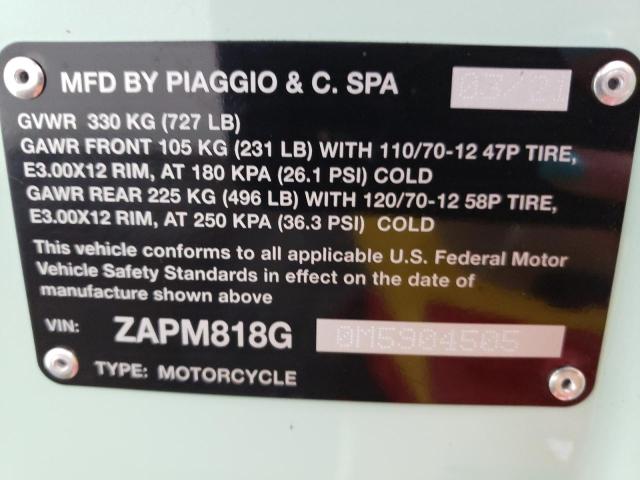 MFD BY PIAGGIO & C. SPA 03/21
GVWR 330 KG (727 LB)
GAWR FRONT 105 KG (231 LB) WITH 110/70-12 47P TIRE,
E3.00X12 RIM, AT 180 KPA (26.1 PSI) COLD
GAWR REAR 225 KG (496 LB) WITH 120/70-12 58P TIRE,
E3.00X12 RIM, AT 250 KPA (36.3 PSI) COLD
This vehicle conforms to all applicable U.S. Federal Motor
Vehicle Safety Standards in effect on the date of
manufacture shown above
VIN: ZAPM818G 0M5904505
TYPE: MOTORCYCLE